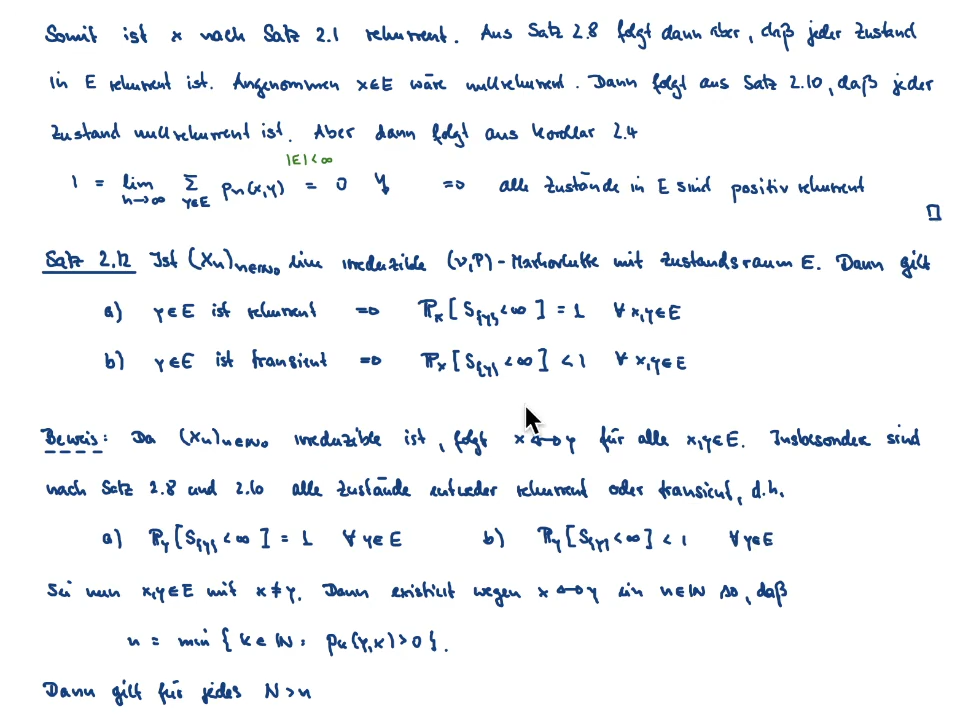 Somit ist x nach Satz 2.1 rekurrent. Aus Satz 2.8 folgt dann aber, daß jeder Zustand
in E rekurrent ist. Angenommen x∈E wäre nullrekurrent. Dann folgt aus Satz 2.10, daß jeder
Zustand nullrekurrent ist. Aber dann folgt aus Korollar 2.4
|E|<∞
1 = lim_{n→∞} Σ_{y∈E} p_n(x,y) = 0 ↯ ⇒ alle Zustände in E sind positiv rekurrent
□
Satz 2.12 Ist (X_n)_{n∈ℕ_0} eine irreduzible (ν,P)-Markovkette mit Zustandsraum E. Dann gilt
a) y∈E ist rekurrent ⇒ ℙ_x[S_{{y}}<∞] = 1 ∀ x,y∈E
b) y∈E ist transient ⇒ ℙ_x[S_{{y}}<∞] < 1 ∀ x,y∈E
Beweis: Da (X_n)_{n∈ℕ_0} irreduzible ist, folgt x↔y für alle x,y∈E. Insbesondere sind
nach Satz 2.8 und 2.10 alle Zustände entweder rekurrent oder transient, d.h.
a) ℙ_y[S_{{y}}<∞] = 1 ∀ y∈E b) ℙ_y[S_{{y}}<∞] < 1 ∀ y∈E
Sei nun x,y∈E mit x≠y. Dann existiert wegen x↔y ein n∈ℕ so, daß
n = min {k∈ℕ : p_k(y,x)>0}.
Dann gilt für jedes N>n